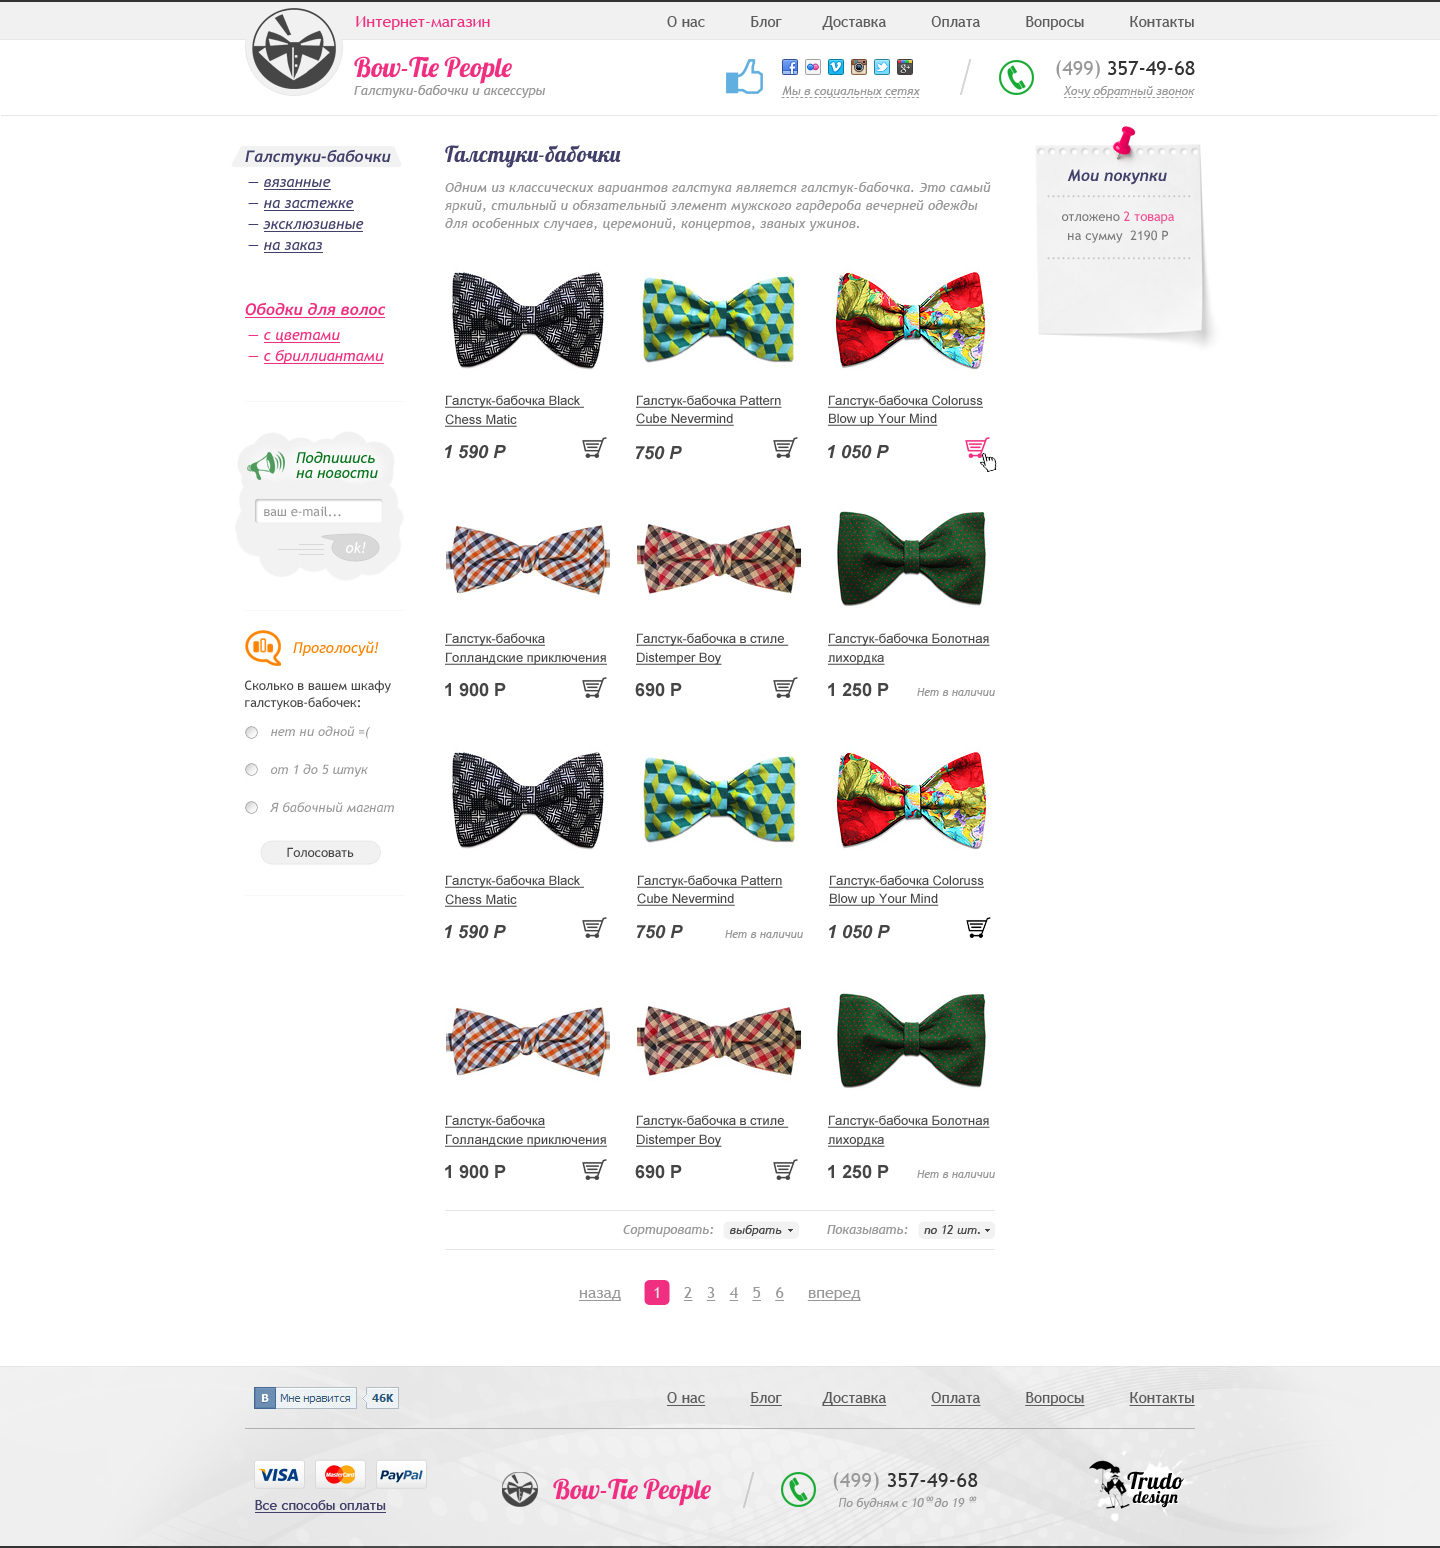 Интернет-магазин
О нас Блог Доставка Оплата Вопросы Контакты
Bow-Tie People
Галстуки-бабочки и аксессуры
Мы в социальных сетях
(499) 357-49-68
Хочу обратный звонок
Галстуки-бабочки
— вязанные
— на застежке
— эксклюзивные
— на заказ
Ободки для волос
— с цветами
— с бриллиантами
Подпишись
на новости
ваш e-mail...
ok!
Проголосуй!
Сколько в вашем шкафу
галстуков-бабочек:
нет ни одной =(
от 1 до 5 штук
Я бабочный магнат
Голосовать
Галстуки-бабочки
Одним из классических вариантов галстука является галстук-бабочка. Это самый
яркий, стильный и обязательный элемент мужского гардероба вечерней одежды
для особенных случаев, церемоний, концертов, званых ужинов.
Мои покупки
отложено 2 товара
на сумму 2190 Р
Галстук-бабочка Black
Chess Matic
1 590 Р
Галстук-бабочка Pattern
Cube Nevermind
750 Р
Галстук-бабочка Coloruss
Blow up Your Mind
1 050 Р
Галстук-бабочка
Голландские приключения
1 900 Р
Галстук-бабочка в стиле
Distemper Boy
690 Р
Галстук-бабочка Болотная
лихордка
1 250 Р Нет в наличии
Галстук-бабочка Black
Chess Matic
1 590 Р
Галстук-бабочка Pattern
Cube Nevermind
750 Р Нет в наличии
Галстук-бабочка Coloruss
Blow up Your Mind
1 050 Р
Галстук-бабочка
Голландские приключения
1 900 Р
Галстук-бабочка в стиле
Distemper Boy
690 Р
Галстук-бабочка Болотная
лихордка
1 250 Р Нет в наличии
Сортировать: выбрать Показывать: по 12 шт.
назад 1 2 3 4 5 6 вперед
В Мне нравится 46K
О нас Блог Доставка Оплата Вопросы Контакты
VISA MasterCard PayPal
Все способы оплаты
Bow-Tie People
(499) 357-49-68
По будням с 10 00 до 19 00
Trudo
design